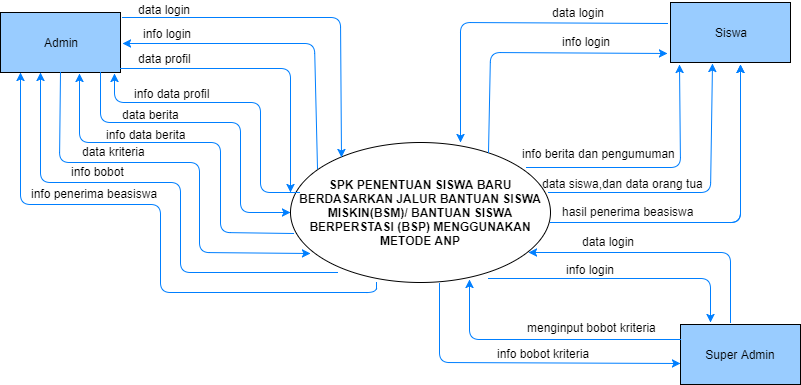 data login
Admin
info login
data profil
info data profil
data berita
info data berita
data kriteria
info bobot
info penerima beasiswa
data login
Siswa
info login
info berita dan pengumuman
data siswa,dan data orang tua
hasil penerima beasiswa
SPK PENENTUAN SISWA BARU
BERDASARKAN JALUR BANTUAN SISWA
MISKIN(BSM)/ BANTUAN SISWA
BERPERSTASI (BSP) MENGGUNAKAN
METODE ANP
data login
info login
menginput bobot kriteria
info bobot kriteria
Super Admin